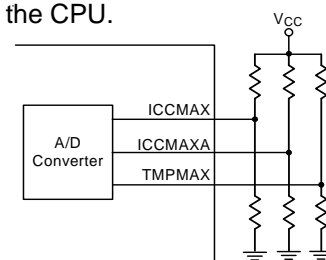 the CPU.
VCC
ICCMAX
A/D
Converter
ICCMAXA
TMPMAX